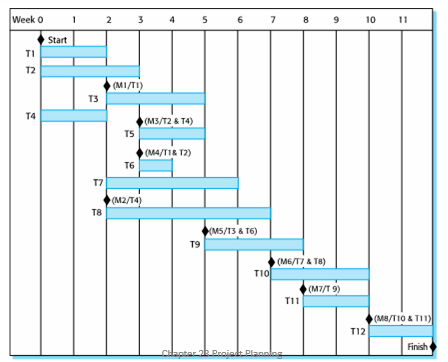 Week 0 1 2 3 4 5 6 7 8 9 10 11
Start
T1
T2
(M1/T1)
T3
T4
(M3/T2 & T4)
T5
(M4/T1& T2)
T6
T7
(M2/T4)
T8
(M5/T3 & T6)
T9
(M6/T7 & T8)
T10
(M7/T 9)
T11
(M8/T10 & T11)
T12
Finish
Chapter 23 Project Planning